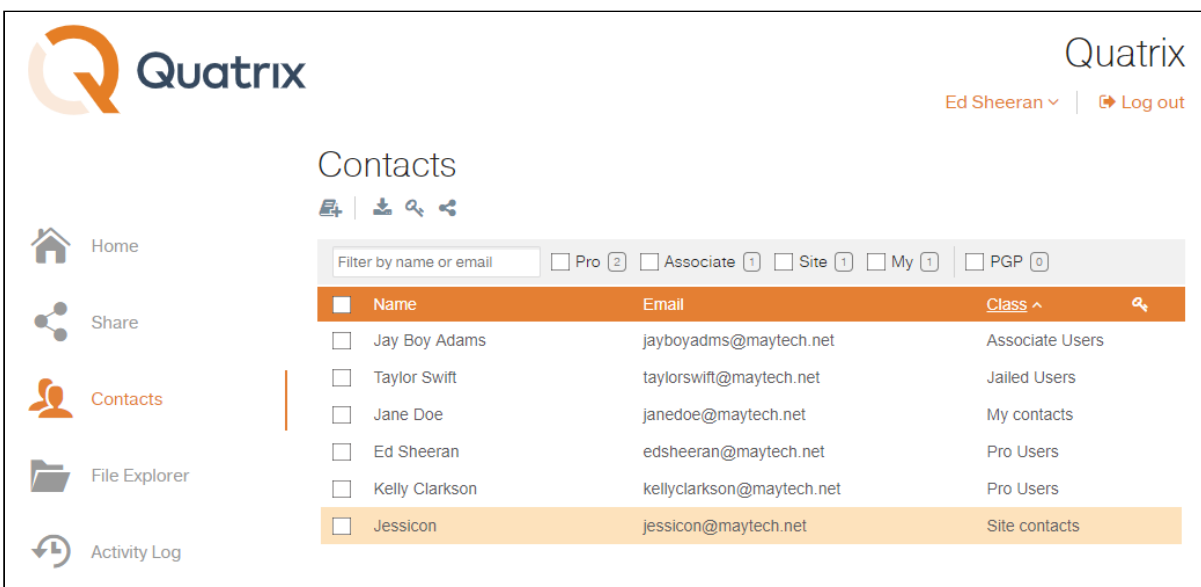 Quatrix
Quatrix
Ed Sheeran
Log out
Contacts
Home
Share
Contacts
File Explorer
Activity Log
Filter by name or email Pro 2 Associate 1 Site 1 My 1 PGP 0
Name Email Class
Jay Boy Adams jayboyadms@maytech.net Associate Users
Taylor Swift taylorswift@maytech.net Jailed Users
Jane Doe janedoe@maytech.net My contacts
Ed Sheeran edsheeran@maytech.net Pro Users
Kelly Clarkson kellyclarkson@maytech.net Pro Users
Jessicon jessicon@maytech.net Site contacts